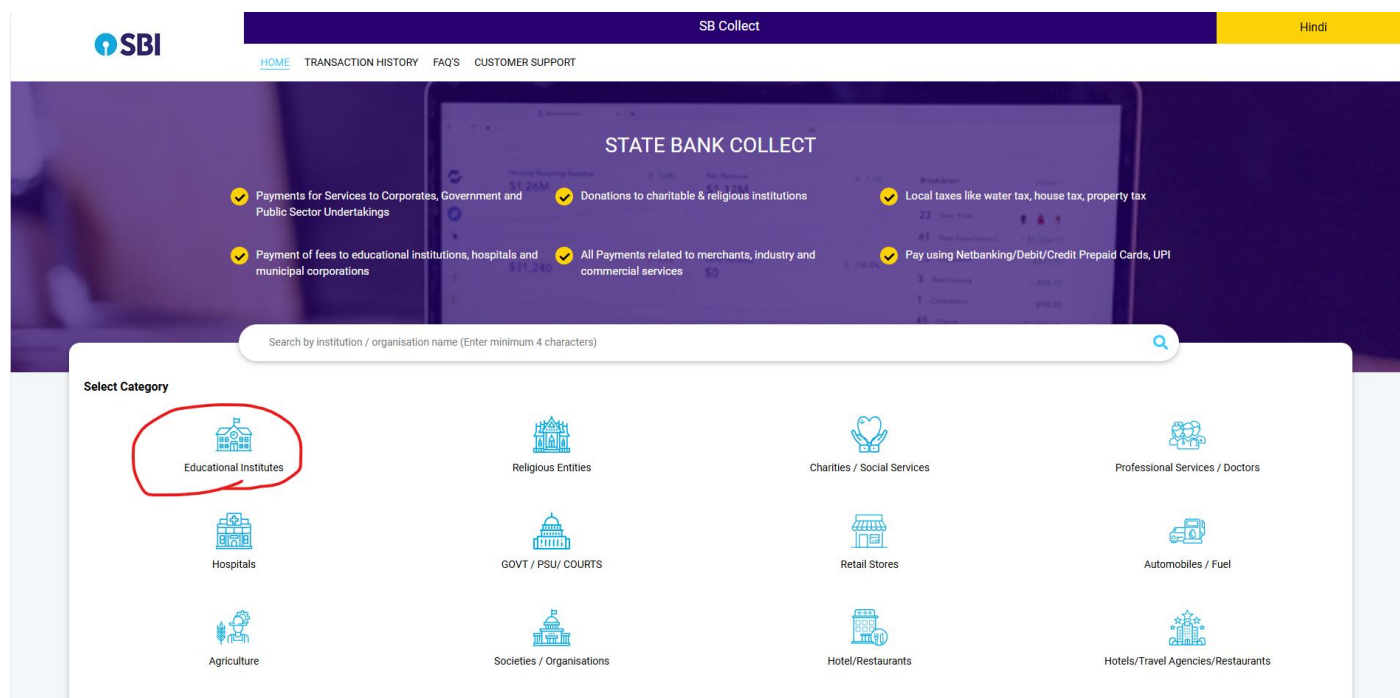 SBI
SB Collect
Hindi
HOME TRANSACTION HISTORY FAQ'S CUSTOMER SUPPORT
STATE BANK COLLECT
Payments for Services to Corporates, Government and
Public Sector Undertakings
Donations to charitable & religious institutions
Local taxes like water tax, house tax, property tax
Payment of fees to educational institutions, hospitals and
municipal corporations
All Payments related to merchants, industry and
commercial services
Pay using Netbanking/Debit/Credit Prepaid Cards, UPI
$1.26M
$31,240
$0
Search by institution / organisation name (Enter minimum 4 characters)
Select Category
Educational Institutes
Religious Entities
Charities / Social Services
Professional Services / Doctors
Hospitals
GOVT / PSU/ COURTS
Retail Stores
Automobiles / Fuel
Agriculture
Societies / Organisations
Hotel/Restaurants
Hotels/Travel Agencies/Restaurants